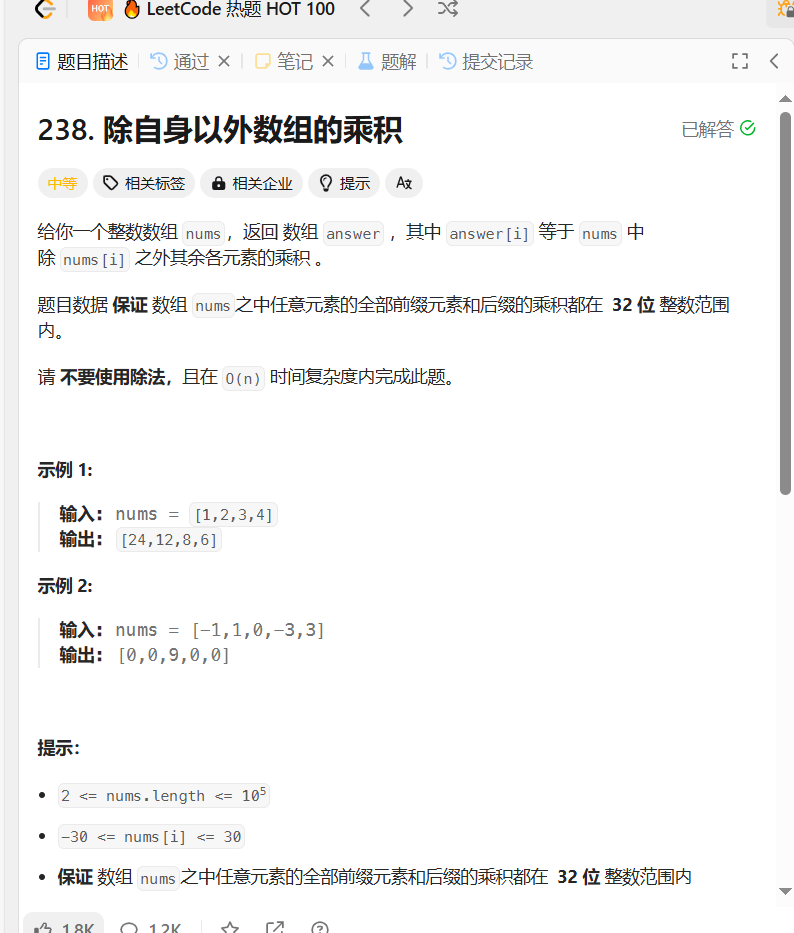 HOT LeetCode 热题 HOT 100
题目描述 通过 笔记 题解 提交记录
238. 除自身以外数组的乘积 已解答
中等 相关标签 相关企业 提示
给你一个整数数组 nums，返回 数组 answer ，其中 answer[i] 等于 nums 中
除 nums[i] 之外其余各元素的乘积 。
题目数据 保证 数组 nums之中任意元素的全部前缀元素和后缀的乘积都在 32 位 整数范围
内。
请 不要使用除法，且在 O(n) 时间复杂度内完成此题。
示例 1:
输入: nums = [1,2,3,4]
输出: [24,12,8,6]
示例 2:
输入: nums = [-1,1,0,-3,3]
输出: [0,0,9,0,0]
提示：
2 <= nums.length <= 10⁵
-30 <= nums[i] <= 30
保证 数组 nums之中任意元素的全部前缀元素和后缀的乘积都在 32 位 整数范围内
1.8K 1.2K